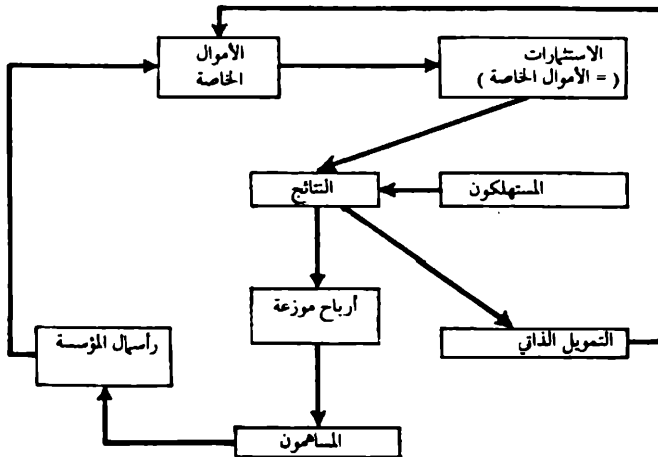 الأموال
الخاصة
الاستثمارات
( = الأموال الخاصة )
النتائج
المستهلكون
أرباح موزعة
رأسمال المؤسسة
التمويل الذاتي
المساهمون